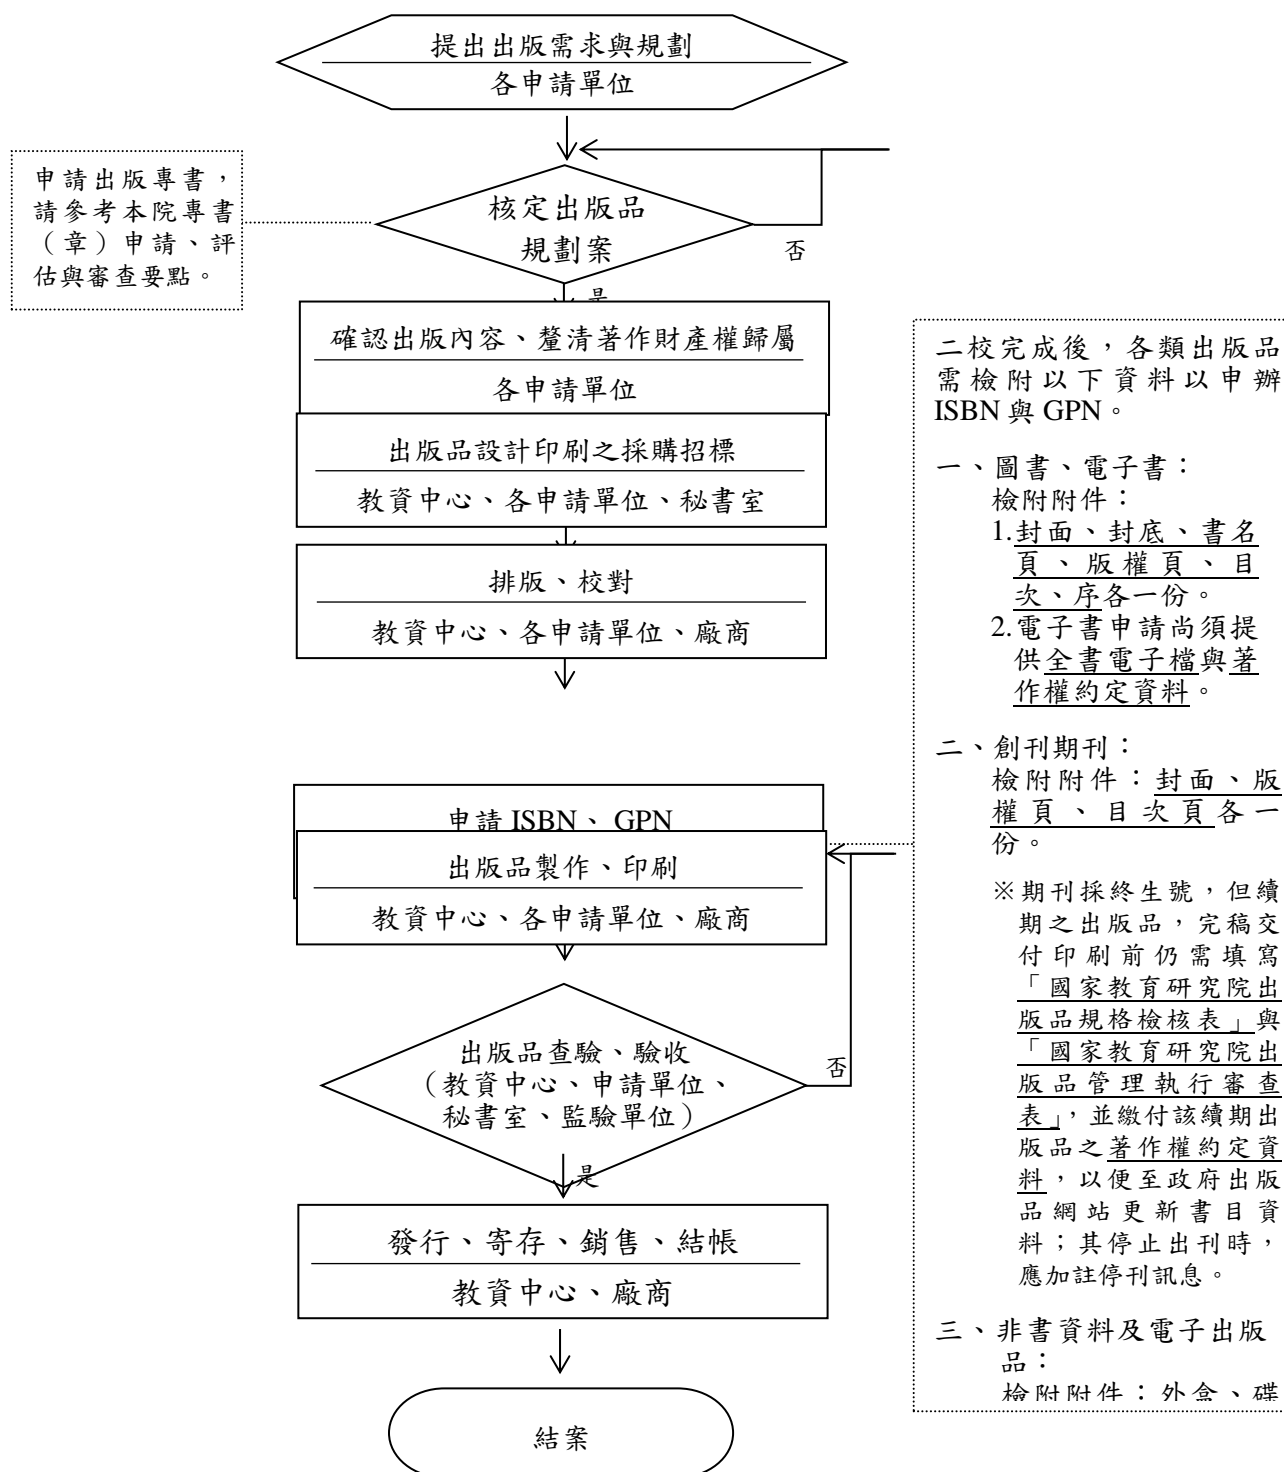 提出出版需求與規劃
各申請單位
申請出版專書，
請參考本院專書
（章）申請、評
估與審查要點。
核定出版品
規劃案
否
是
確認出版內容、釐清著作財產權歸屬
各申請單位
出版品設計印刷之採購招標
教資中心、各申請單位、秘書室
排版、校對
教資中心、各申請單位、廠商
申請 ISBN、 GPN
出版品製作、印刷
教資中心、各申請單位、廠商
出版品查驗、驗收
（教資中心、申請單位、
秘書室、監驗單位）
否
是
發行、寄存、銷售、結帳
教資中心、廠商
結案
二校完成後，各類出版品
需檢附以下資料以申辦
ISBN 與 GPN。
一、圖書、電子書：
檢附附件：
1.封面、封底、書名
頁、版權頁、目
次、序各一份。
2.電子書申請尚須提
供全書電子檔與著
作權約定資料。
二、創刊期刊：
檢附附件：封面、版
權頁、目次頁各一
份。
※期刊採終生號，但續
期之出版品，完稿交
付印刷前仍需填寫
「國家教育研究院出
版品規格檢核表」與
「國家教育研究院出
版品管理執行審查
表」，並繳付該續期出
版品之著作權約定資
料，以便至政府出版
品網站更新書目資
料；其停止出刊時，
應加註停刊訊息。
三、非書資料及電子出版
品：
檢附附件：外盒、碟